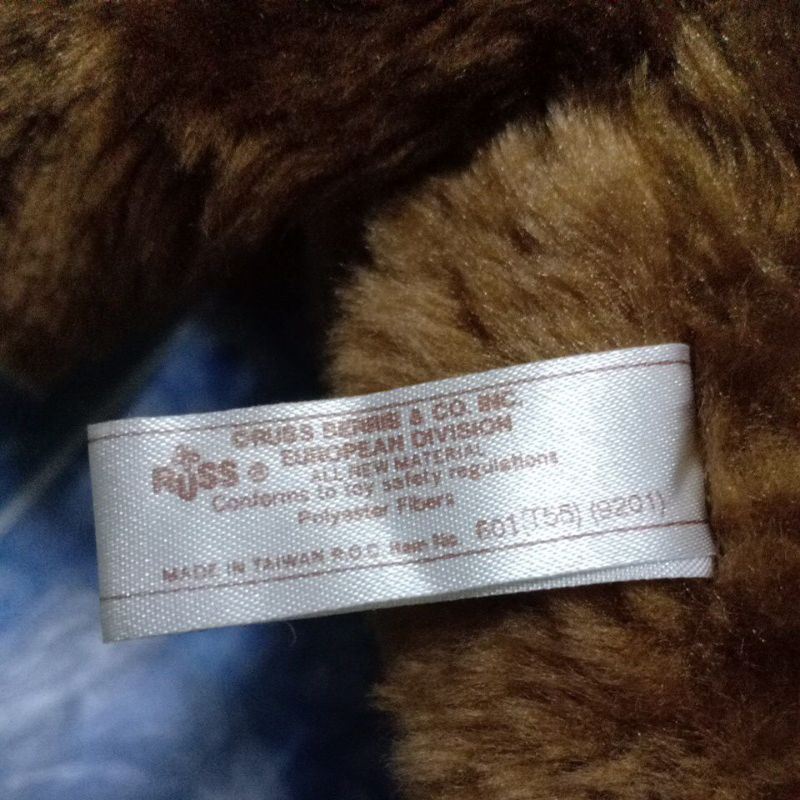 ©RUSS BERRIE & CO. INC.
RUSS ® EUROPEAN DIVISION
ALL NEW MATERIAL
Conforms to toy safety regulations
Polyester Fibers
MADE IN TAIWAN R.O.C. Item No. 601 (T55) (9201)